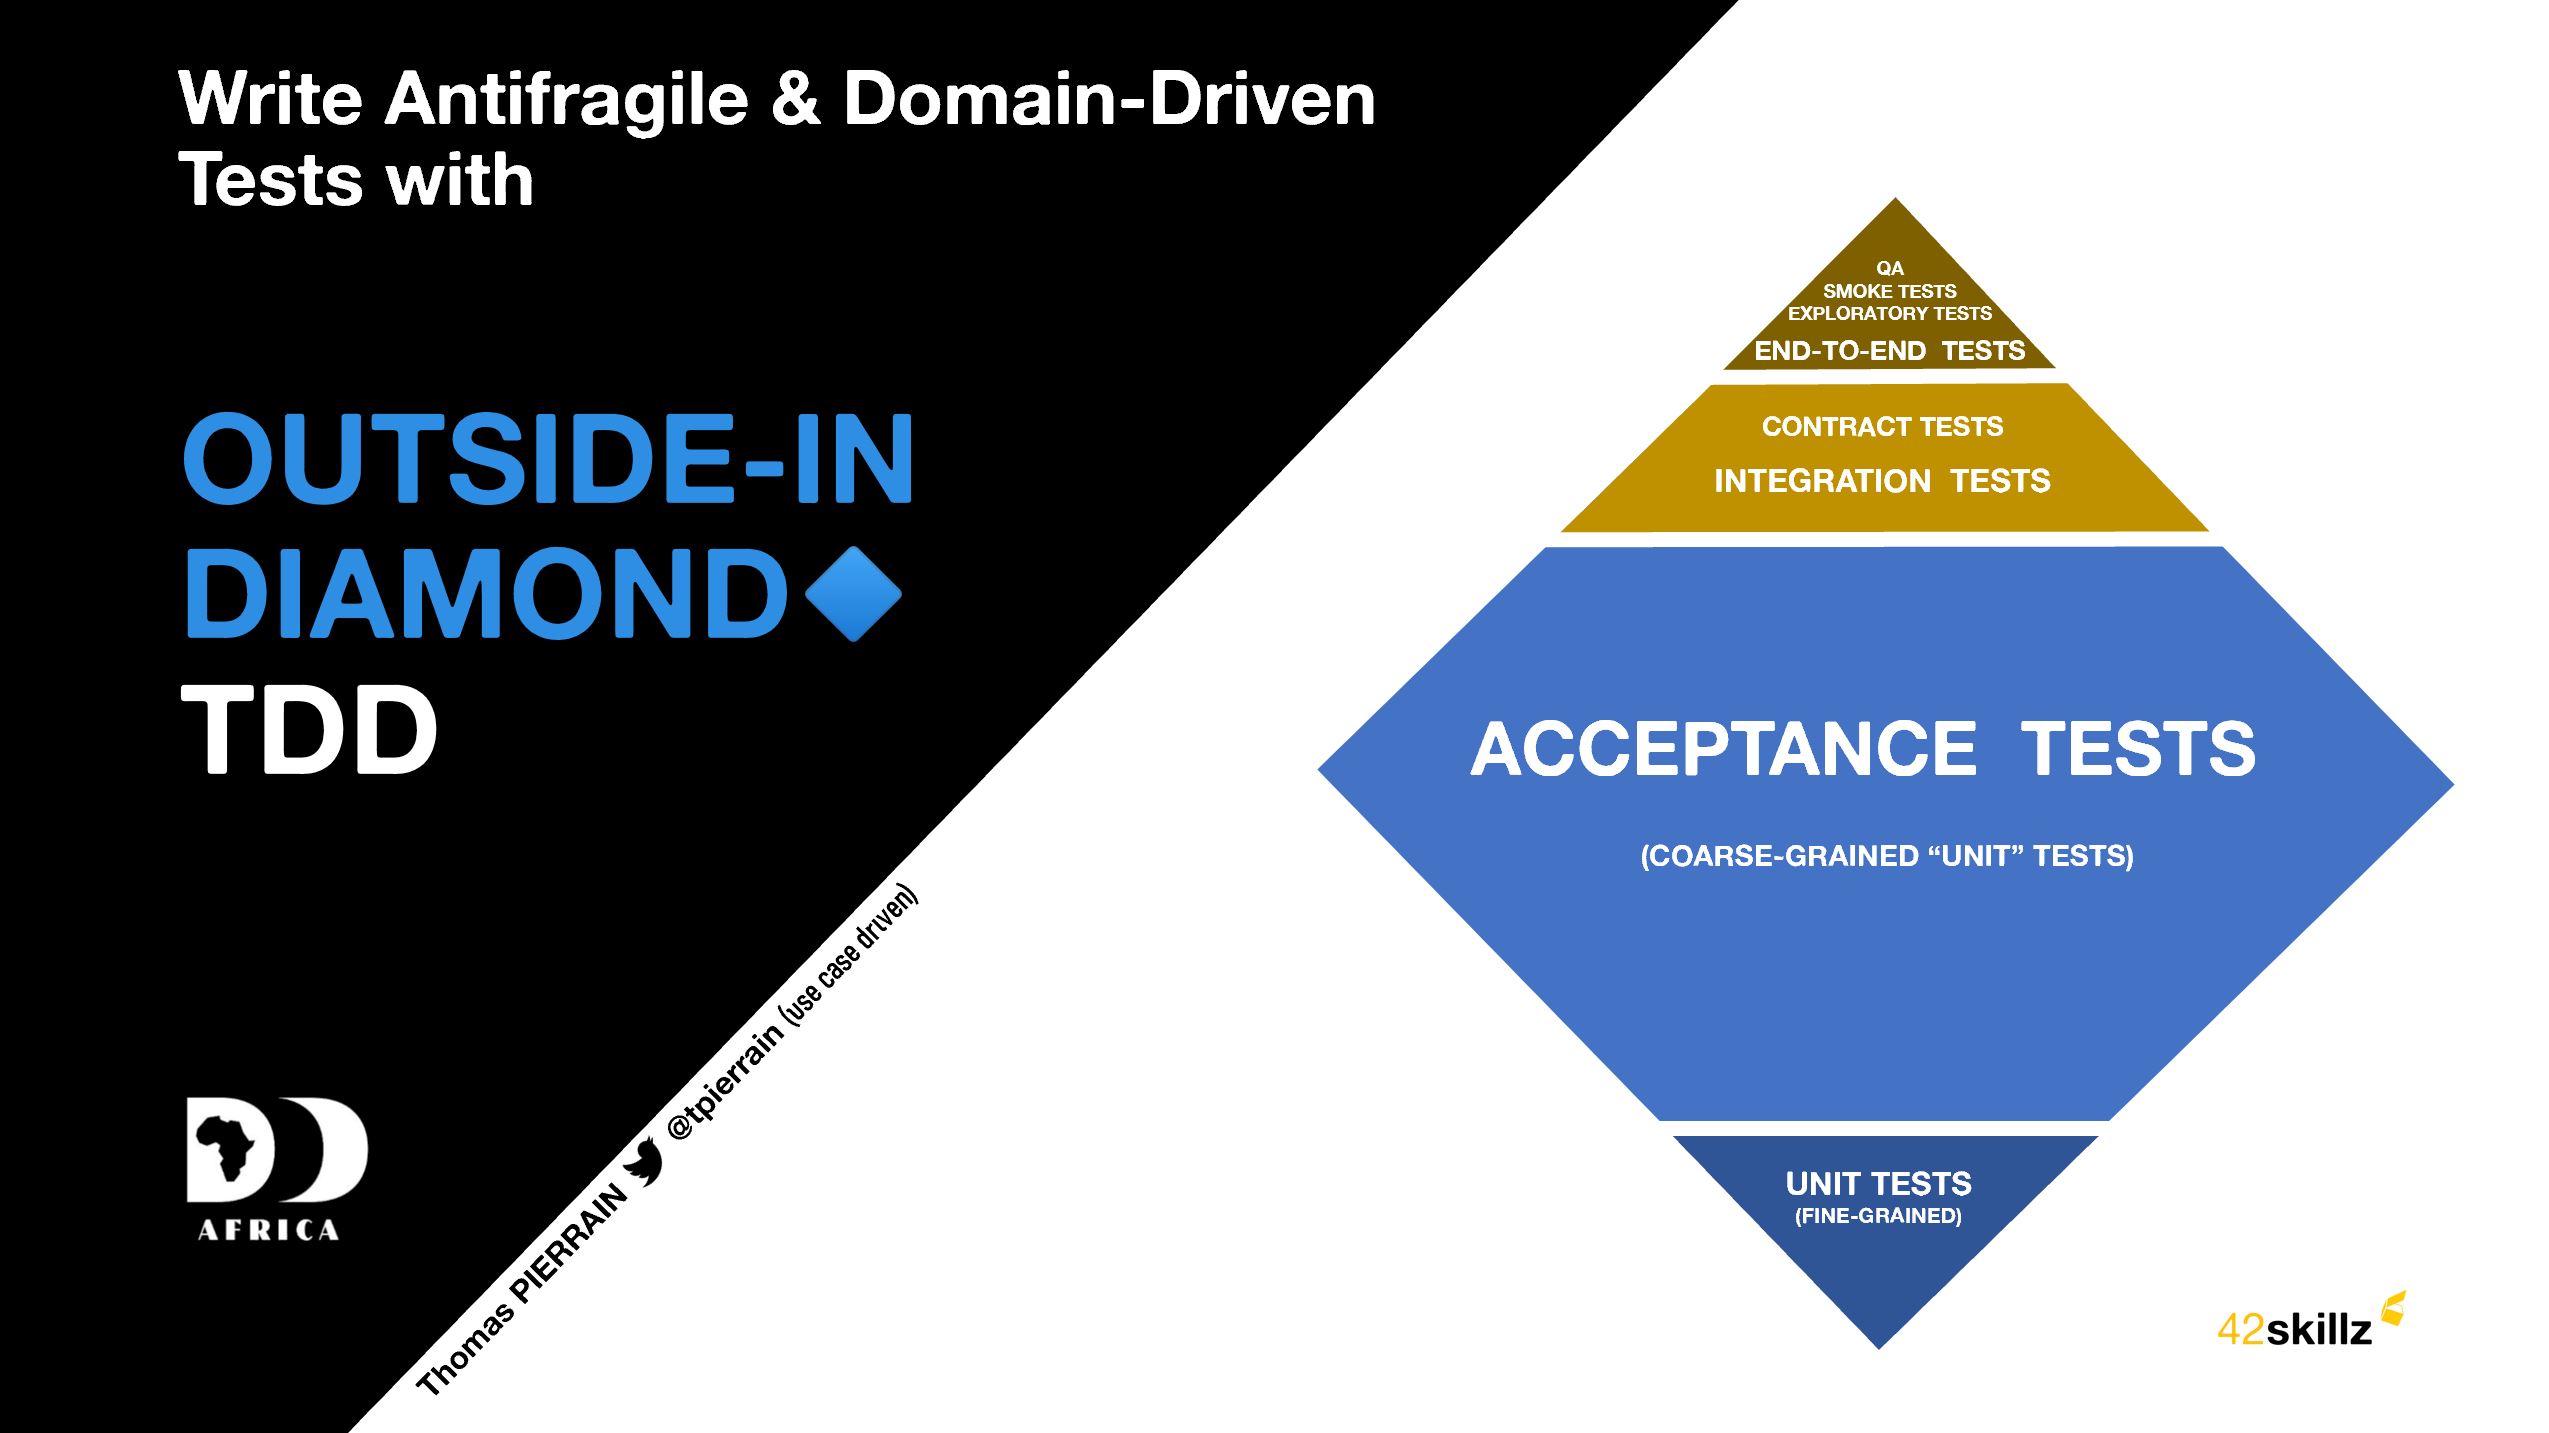 Write Antifragile & Domain-Driven
Tests with
OUTSIDE-IN
DIAMOND
TDD
Thomas PIERRAIN @tpierrain (use case driven)
AFRICA
QA
SMOKE TESTS
EXPLORATORY TESTS
END-TO-END TESTS
CONTRACT TESTS
INTEGRATION TESTS
ACCEPTANCE TESTS
(COARSE-GRAINED “UNIT” TESTS)
UNIT TESTS
(FINE-GRAINED)
42skillz